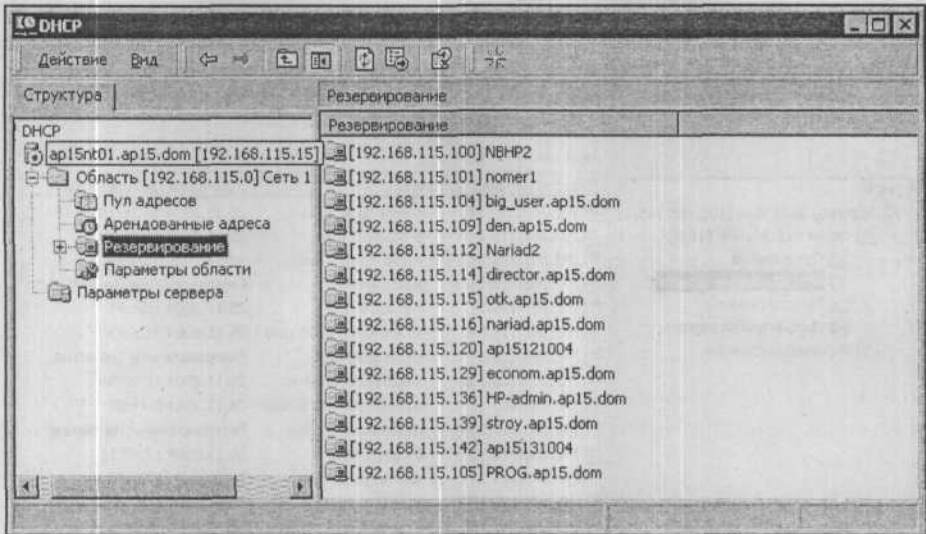 DHCP
Действие Вид
Структура
Резервирование
DHCP
ap15nt01.ap15.dom [192.168.115.15]
Область [192.168.115.0] Сеть 1
Пул адресов
Арендованные адреса
Резервирование
Параметры области
Параметры сервера
Резервирование
[192.168.115.100] NBHP2
[192.168.115.101] nomer1
[192.168.115.104] big_user.ap15.dom
[192.168.115.109] den.ap15.dom
[192.168.115.112] Nariad2
[192.168.115.114] director.ap15.dom
[192.168.115.115] otk.ap15.dom
[192.168.115.116] nariad.ap15.dom
[192.168.115.120] ap15121004
[192.168.115.129] econom.ap15.dom
[192.168.115.136] HP-admin.ap15.dom
[192.168.115.139] stroy.ap15.dom
[192.168.115.142] ap15131004
[192.168.115.105] PROG.ap15.dom